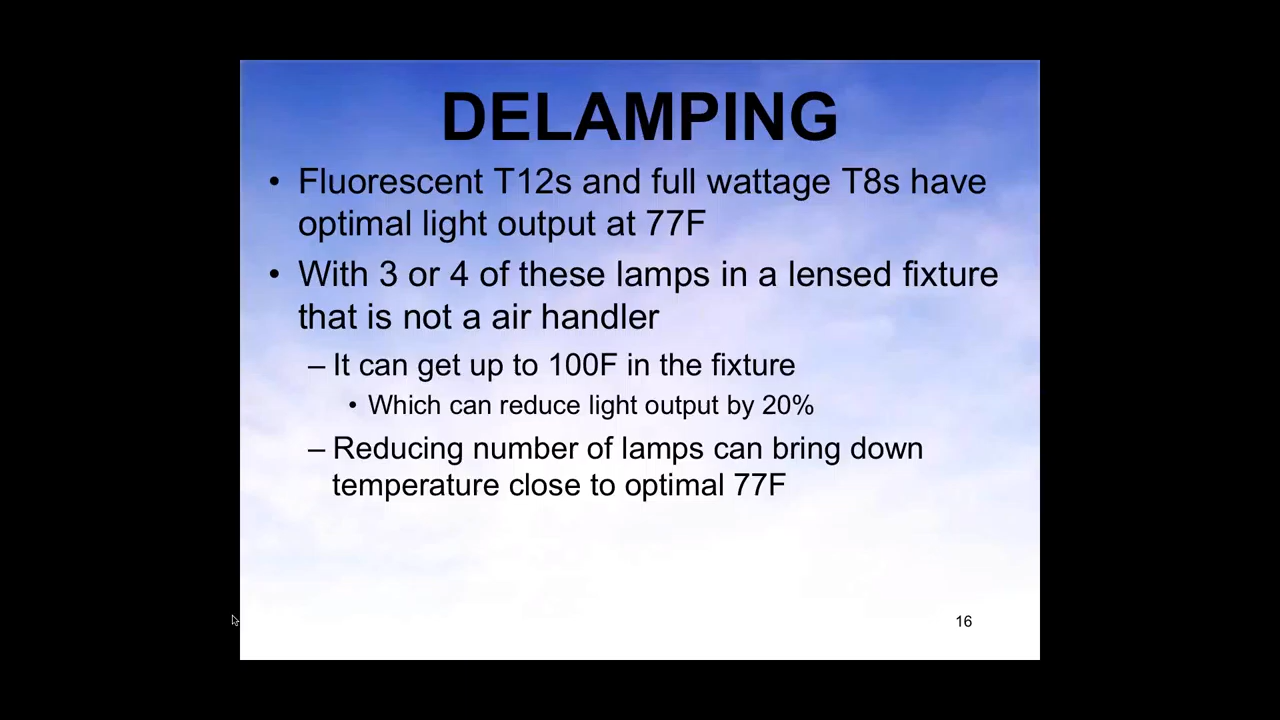 DELAMPING
• Fluorescent T12s and full wattage T8s have
optimal light output at 77F
• With 3 or 4 of these lamps in a lensed fixture
that is not a air handler
– It can get up to 100F in the fixture
• Which can reduce light output by 20%
– Reducing number of lamps can bring down
temperature close to optimal 77F
16